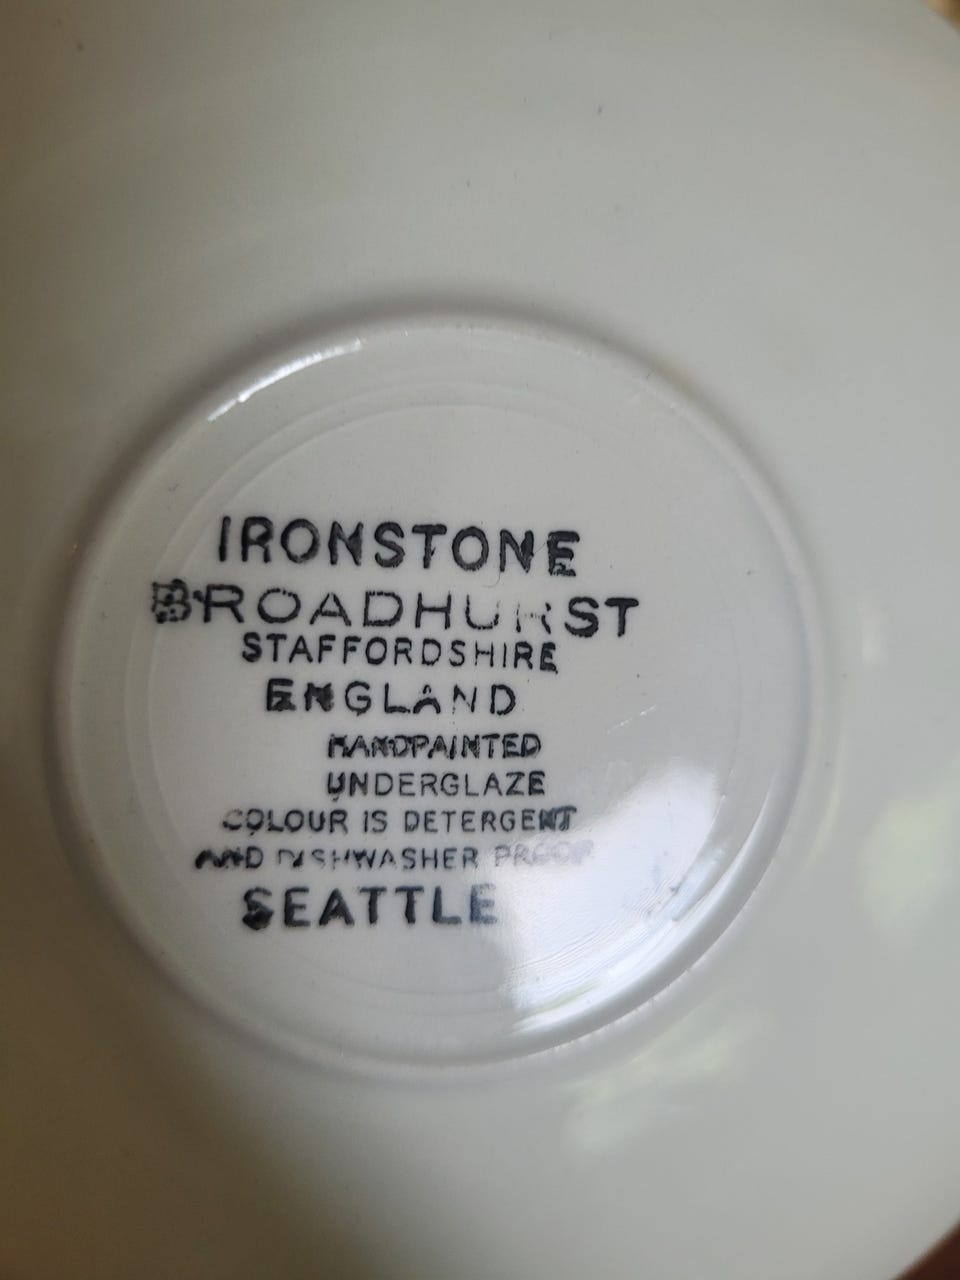 IRONSTONE
BROADHURST
STAFFORDSHIRE
ENGLAND
HANDPAINTED
UNDERGLAZE
COLOUR IS DETERGENT
AND DISHWASHER PROOF
SEATTLE